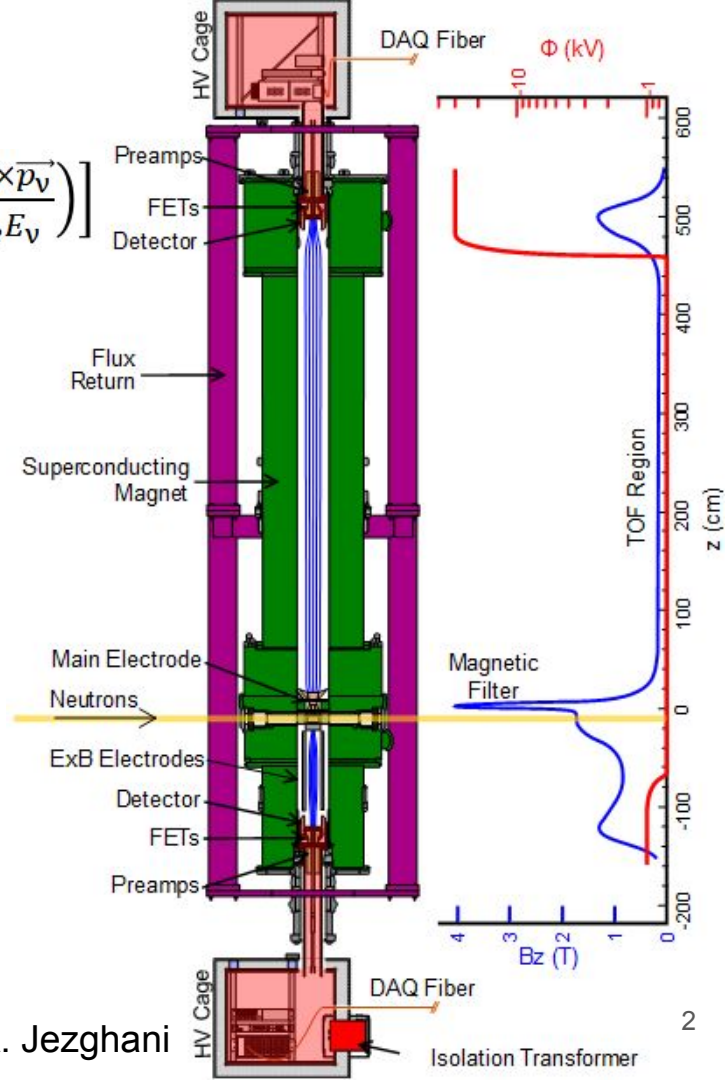 HV Cage
DAQ Fiber
Φ (kV)
-10
-1
×p⃗ν
Eν
)]
Preamps
FETs
Detector
Flux
Return
Superconducting
Magnet
Main Electrode
Neutrons
ExB Electrodes
Detector
FETs
Preamps
600
500
400
300
200
100
0
-100
-200
z (cm)
TOF Region
Magnetic
Filter
4
3
2
1
0
Bz (T)
HV Cage
DAQ Fiber
. Jezghani
Isolation Transformer
2